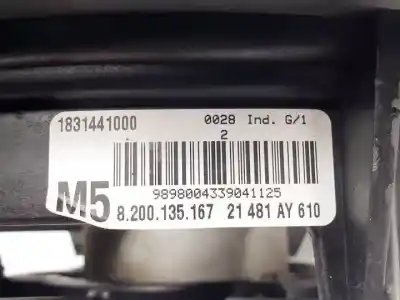 1831441000 0028 Ind. G/1
2
9898004339041125
M5 8.200.135.167 21 481 AY 610